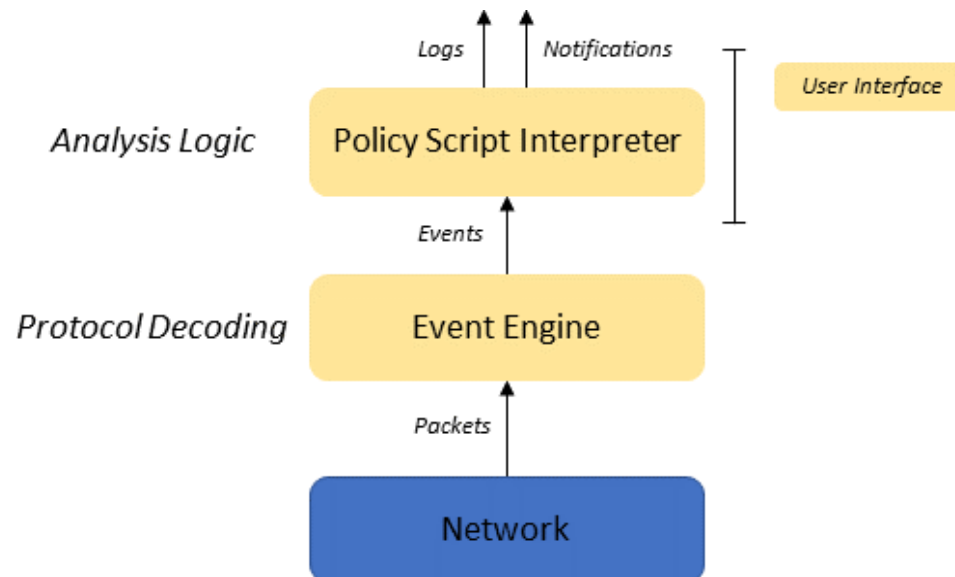 Logs
Notifications
User Interface
Analysis Logic
Policy Script Interpreter
Events
Protocol Decoding
Event Engine
Packets
Network